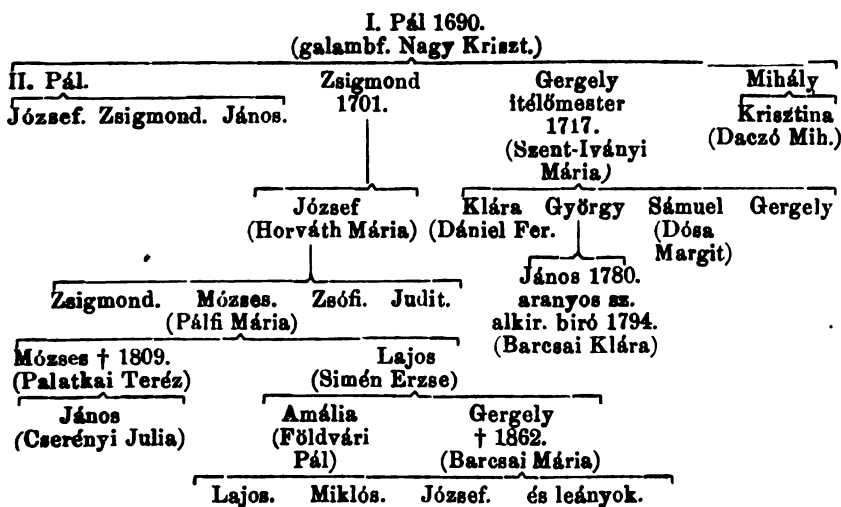 I. Pál 1690.
(galambf. Nagy Kriszt.)
II. Pál. Zsigmond Gergely Mihály
József. Zsigmond. János. 1701. itélőmester Krisztina
1717. (Daczó Mih.)
(Szent-Iványi
Mária)
József Klára György Sámuel Gergely
(Horváth Mária) (Dániel Fer. (Dósa
Margit)
János 1780.
Zsigmond. Mózses. Zsófi. Judit. aranyos sz.
(Pálfi Mária) alkir. biró 1794.
(Barcsai Klára)
Mózses † 1809. Lajos
(Palatkai Teréz) (Simén Erzse)
János Amália Gergely
(Cserényi Julia) (Földvári † 1862.
Pál) (Barcsai Mária)
Lajos. Miklós. József. és leányok.